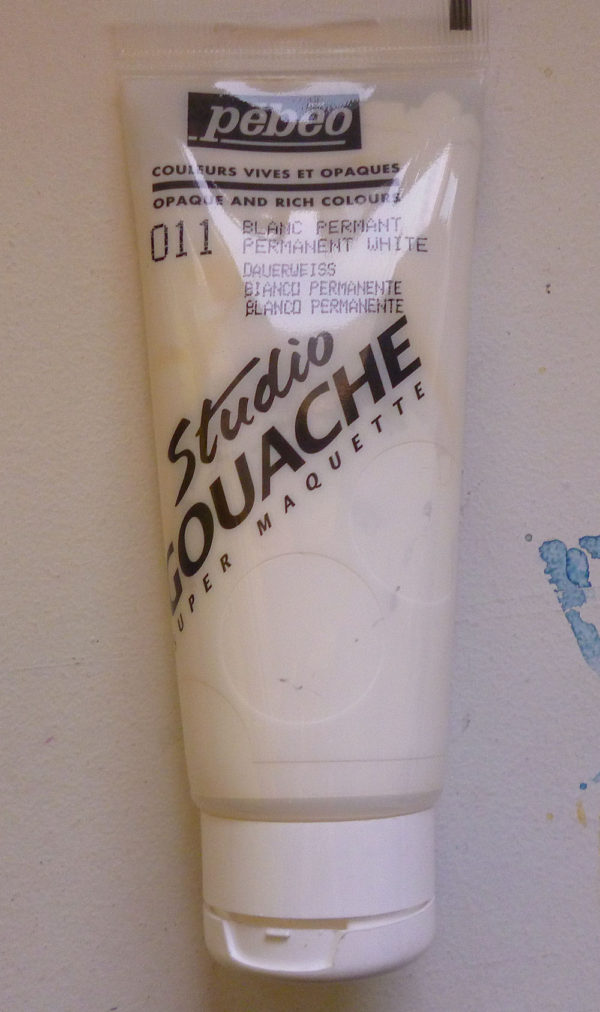 pébéo
COULEURS VIVES ET OPAQUES
OPAQUE AND RICH COLOURS
011
BLANC PERMANT
PERMANENT WHITE
DAUERWEISS
BIANCO PERMANENTE
BLANCO PERMANENTE
Studio
GOUACHE
SUPER MAQUETTE